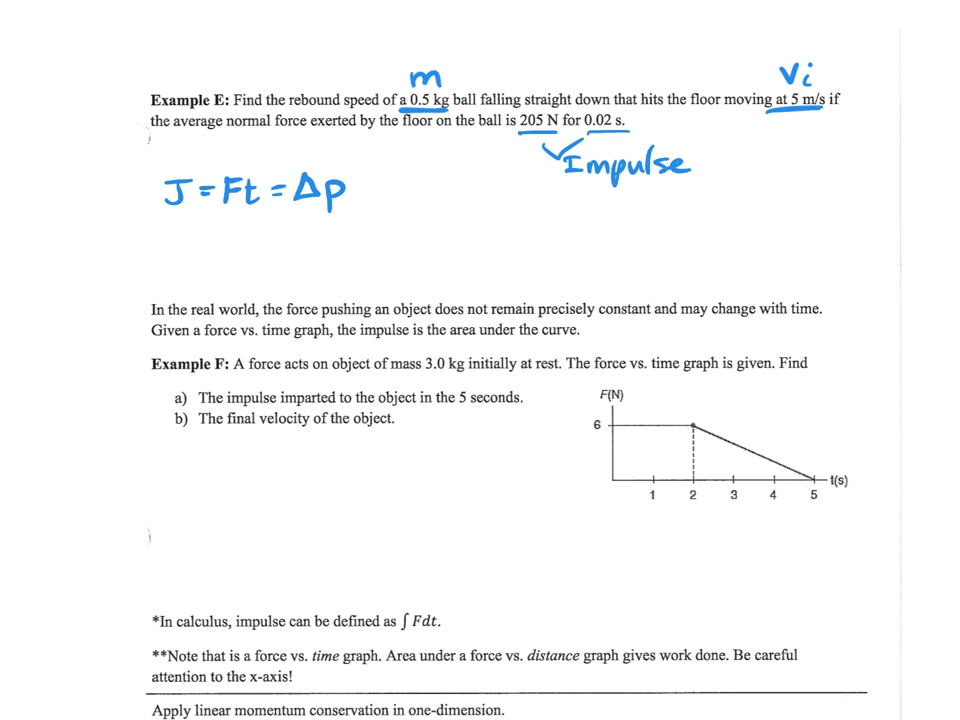 m
Vi
Example E: Find the rebound speed of a 0.5 kg ball falling straight down that hits the floor moving at 5 m/s if
the average normal force exerted by the floor on the ball is 205 N for 0.02 s.
Impulse
J = Ft = Δp
In the real world, the force pushing an object does not remain precisely constant and may change with time.
Given a force vs. time graph, the impulse is the area under the curve.
Example F: A force acts on object of mass 3.0 kg initially at rest. The force vs. time graph is given. Find
a) The impulse imparted to the object in the 5 seconds.
b) The final velocity of the object.
F(N)
6
t(s)
1 2 3 4 5
*In calculus, impulse can be defined as ∫ Fdt.
**Note that is a force vs. time graph. Area under a force vs. distance graph gives work done. Be careful
attention to the x-axis!
Apply linear momentum conservation in one-dimension.